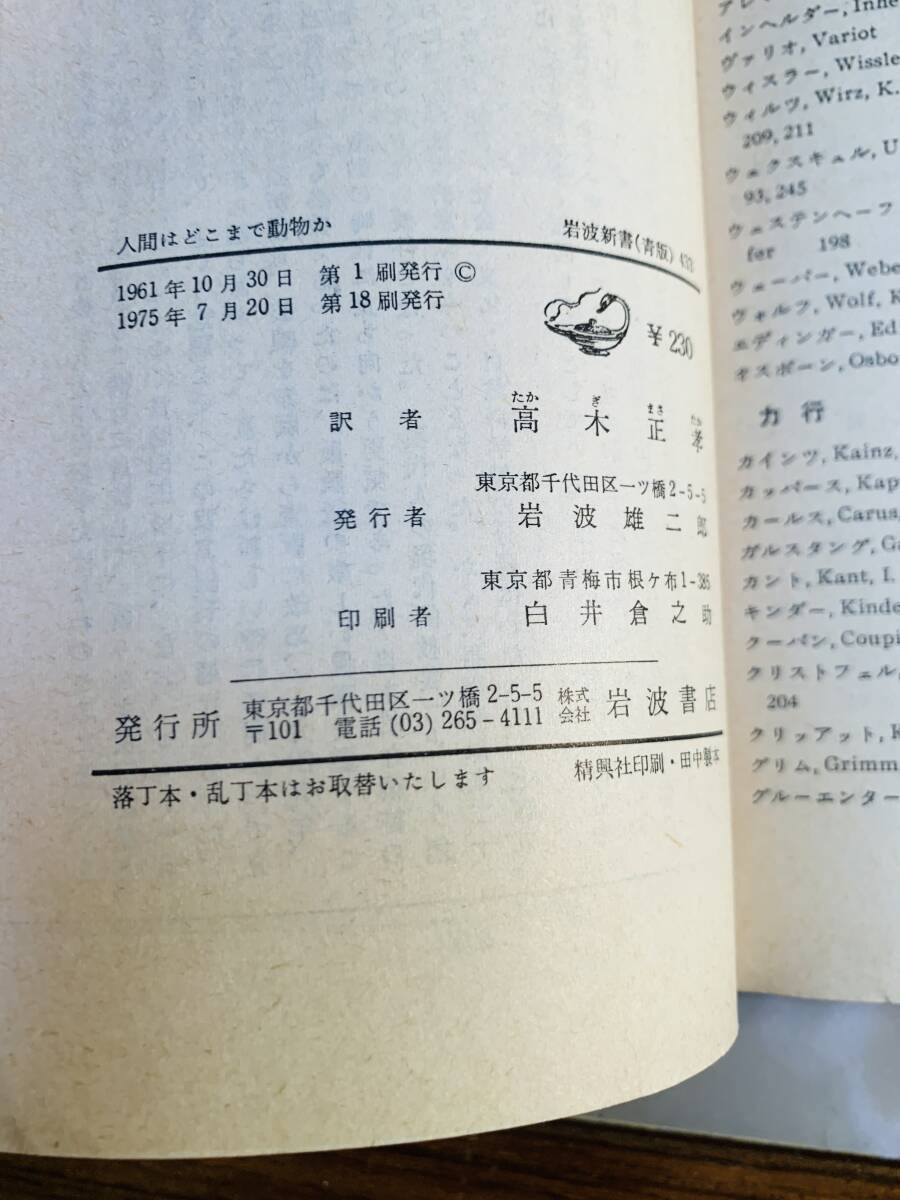 人間はどこまで動物か
岩波新書(青版) 433
1961年10月30日 第1刷発行 ©
1975年7月20日 第18刷発行
¥230
たか ぎ まさ たか
訳者 高木正孝
東京都千代田区一ツ橋2-5-5
発行者 岩波雄二郎
東京都青梅市根ヶ布1-385
印刷者 白井倉之助
発行所
東京都千代田区一ツ橋2-5-5
〒101 電話(03)265-4111
株式会社 岩波書店
落丁本・乱丁本はお取替いたします
精興社印刷・田中製本
インヘルダー, Inhe
ヴァリオ, Variot
ウィスラー, Wissle
ウィルツ, Wirz, K.
209, 211
ウェクスキュル, U
93, 245
ウェステンヘーフ
fer 198
ウェーバー, Webe
ヴォルフ, Wolf, K
エディンガー, Ed
オスボーン, Osbo
カ行
カインツ, Kainz,
カッパース, Kap
カールス, Carus,
ガルスタング, Ga
カント, Kant, I.
キンダー, Kinde
クーパン, Coupi
クリストフェル,
204
クリッアット, K
グリム, Grimm
グルーエンター